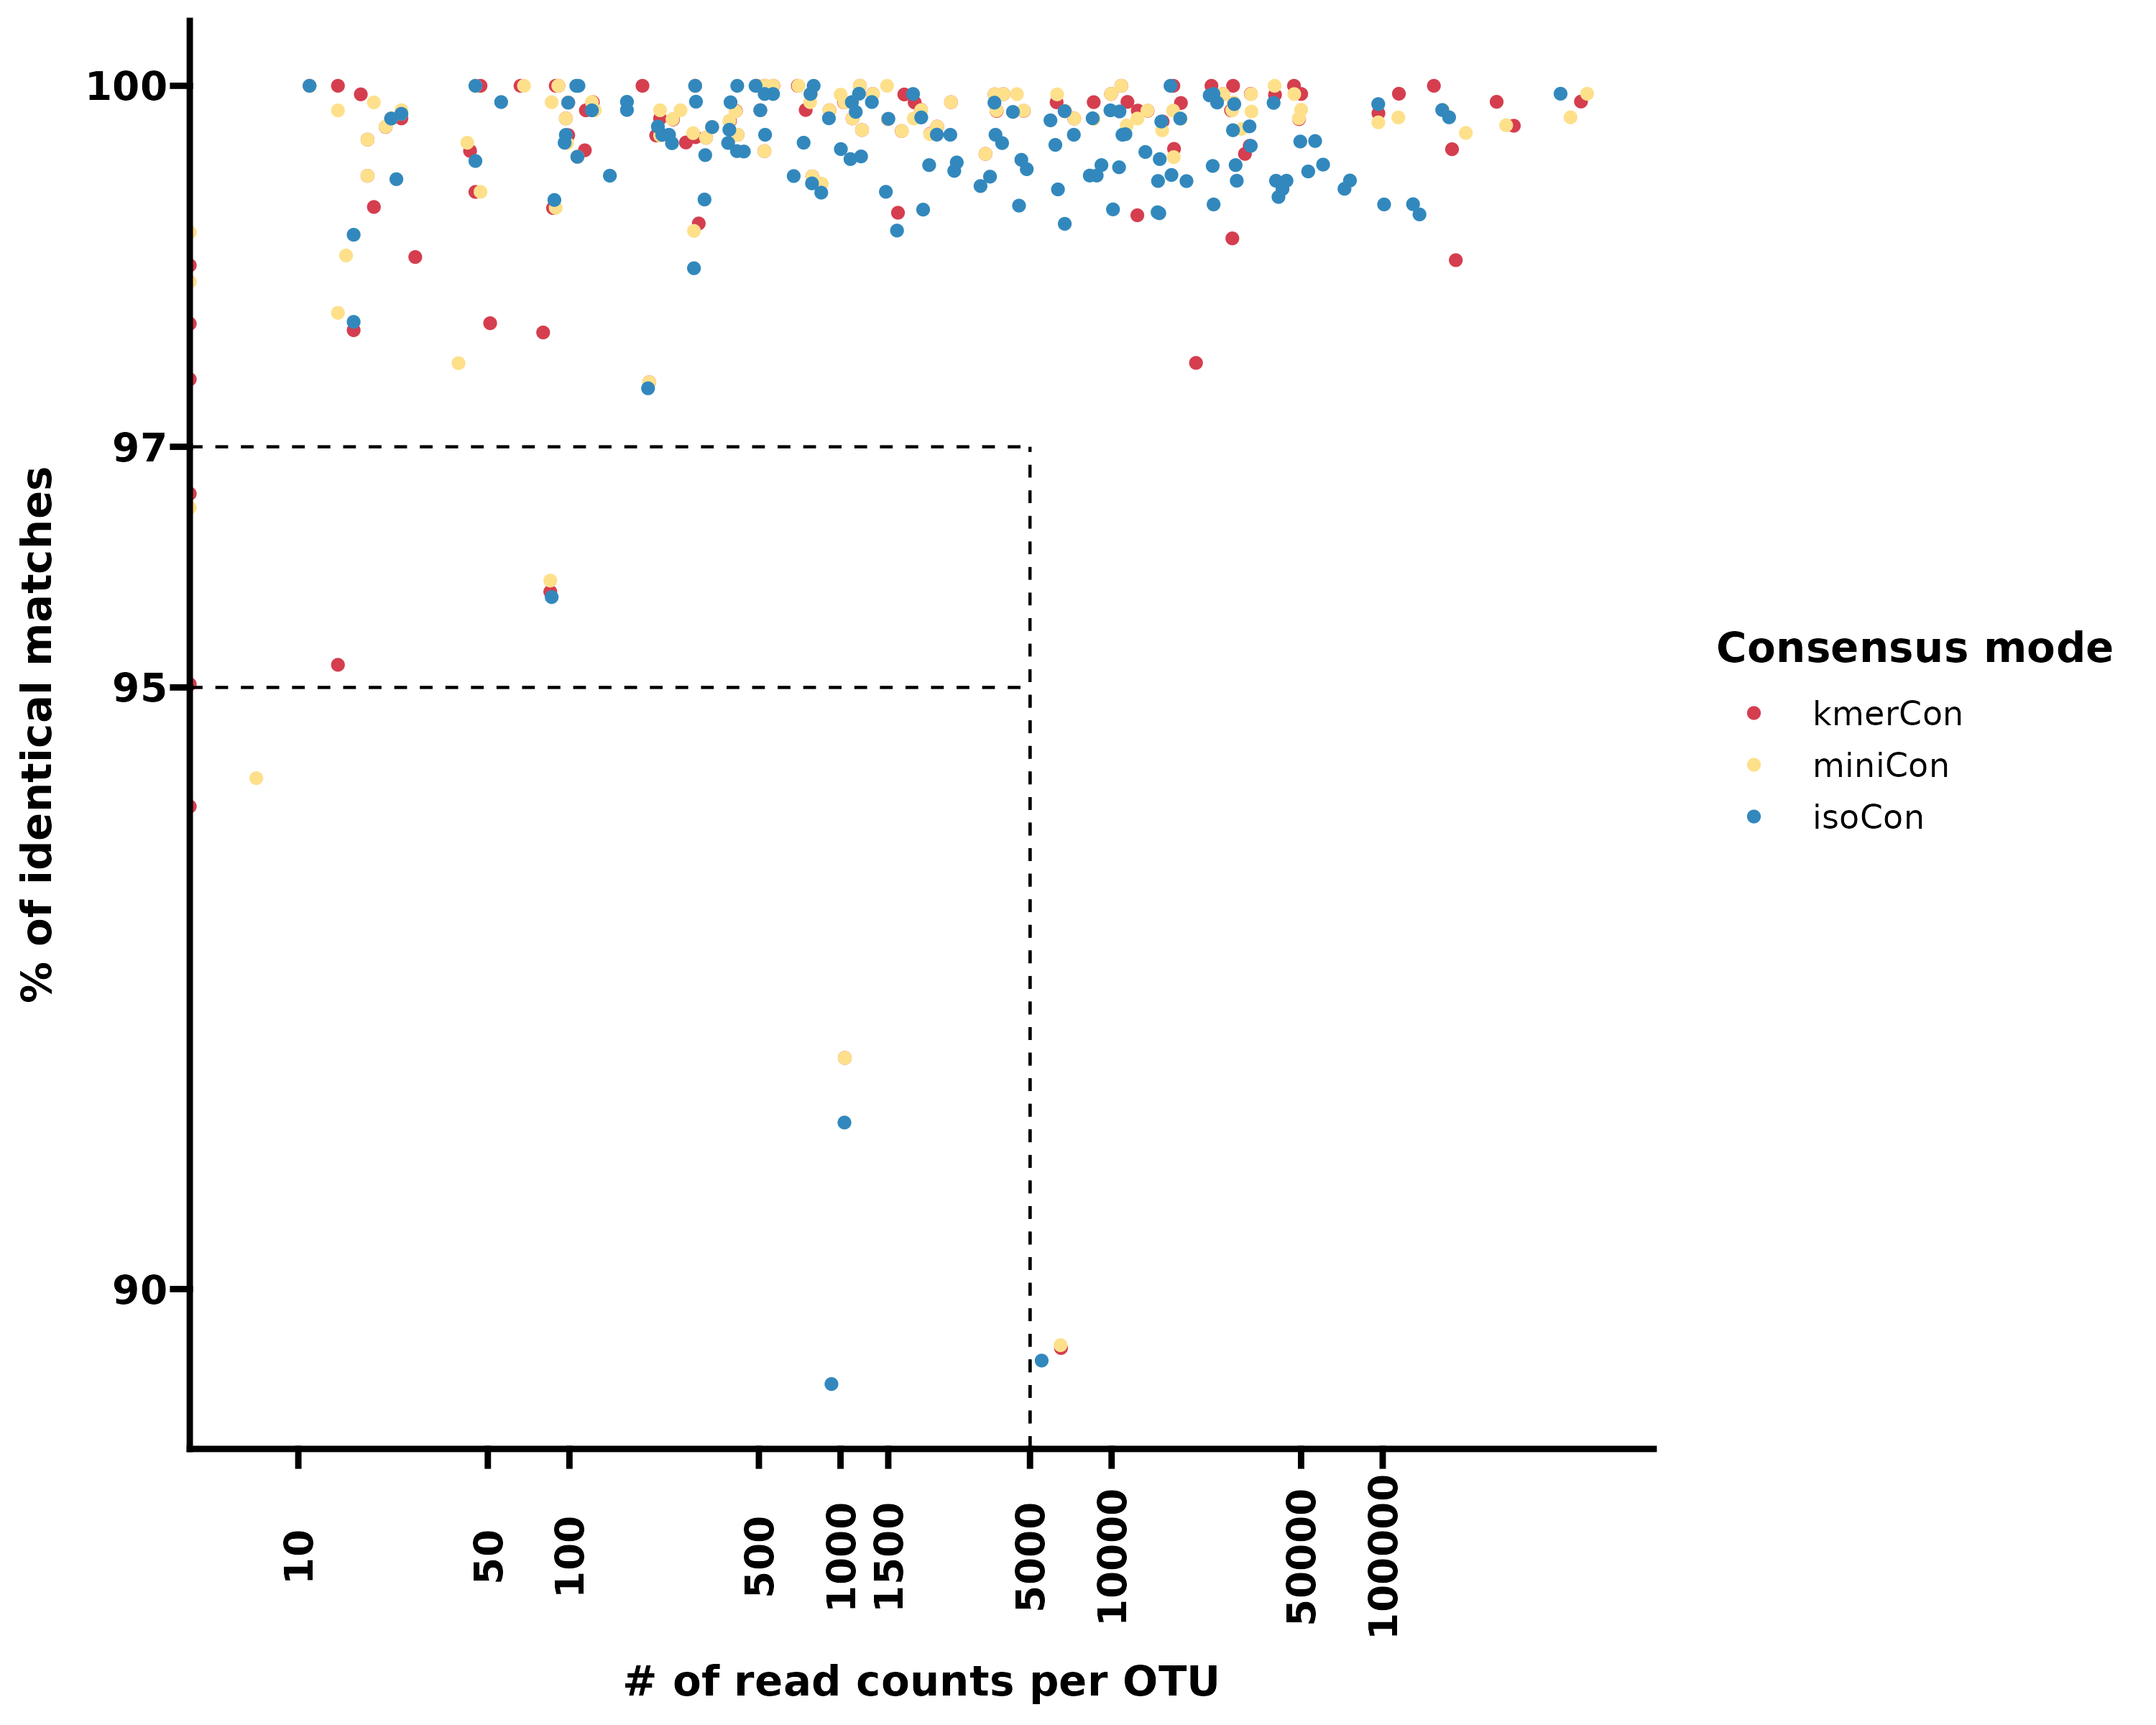 100
97
95
90
% of identical matches
10
50
100
500
1000
1500
5000
10000
50000
100000
# of read counts per OTU
Consensus mode
kmerCon
miniCon
isoCon